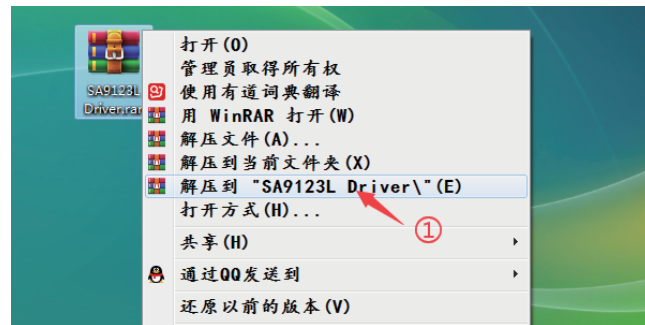 SA9123L
Driver.rar
打开(O)
管理员取得所有权
使用有道词典翻译
用 WinRAR 打开(W)
解压文件(A)...
解压到当前文件夹(X)
解压到 "SA9123L Driver\"(E)
打开方式(H)...
①
共享(H)
通过QQ发送到
还原以前的版本(V)